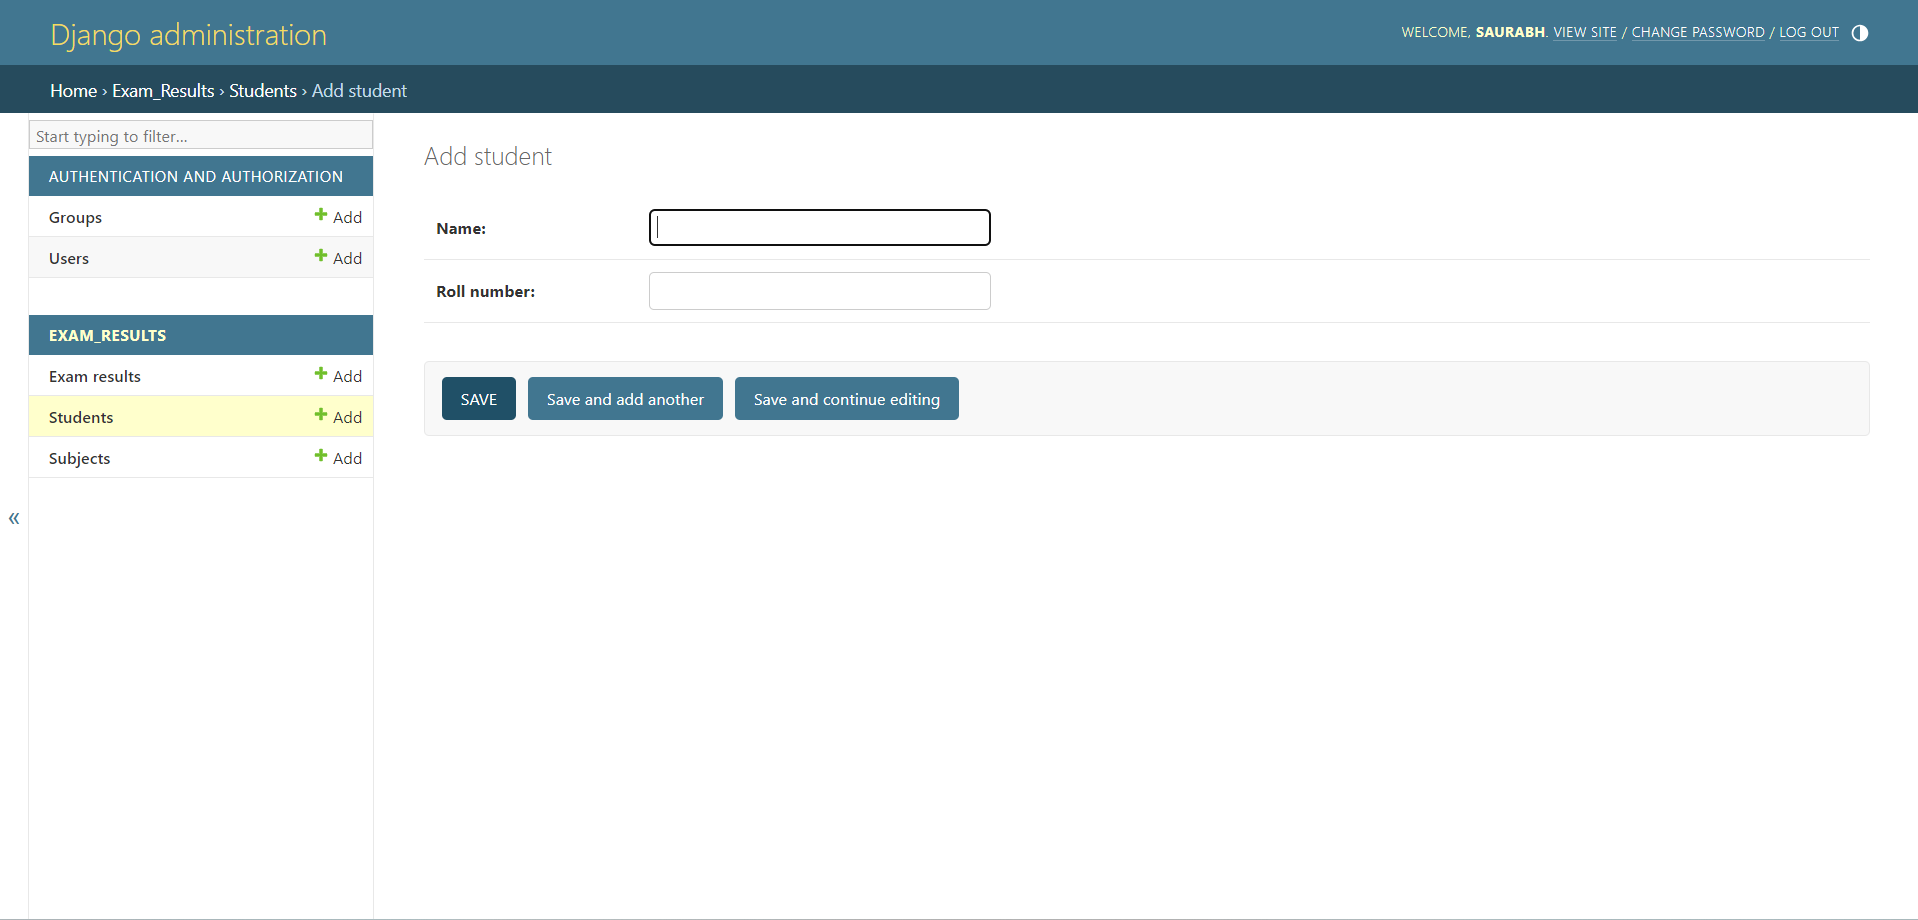 Django administration
WELCOME, SAURABH. VIEW SITE / CHANGE PASSWORD / LOG OUT
Home › Exam_Results › Students › Add student
Start typing to filter...
AUTHENTICATION AND AUTHORIZATION
Groups Add
Users Add
EXAM_RESULTS
Exam results Add
Students Add
Subjects Add
«
Add student
Name:
Roll number:
SAVE Save and add another Save and continue editing